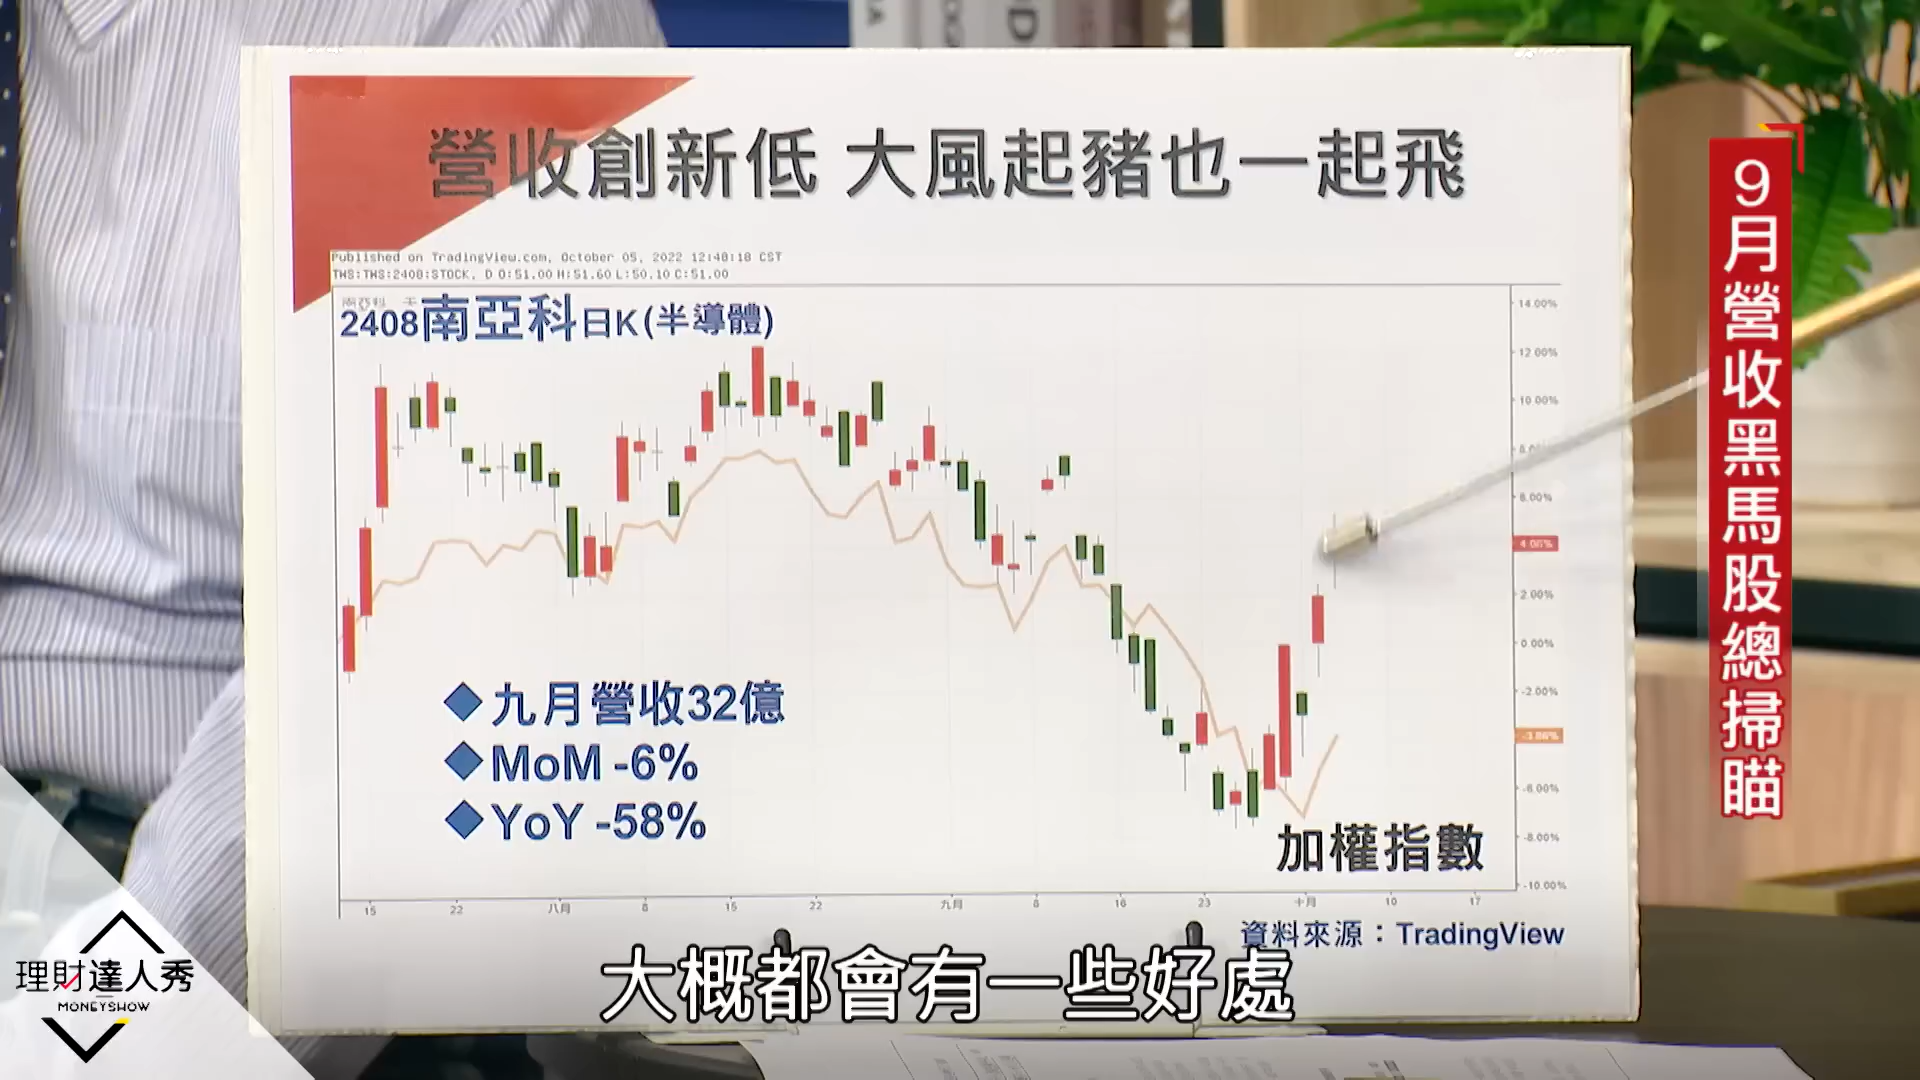 營收創新低 大風起豬也一起飛
Published on TradingView.com, October 05, 2022 12:48:18 CST
TWS:TWS:2408:STOCK, D O:51.00 H:51.60 L:50.10 C:51.00
2408南亞科日K(半導體)
14.00%
12.00%
10.00%
4.06%
2.00%
0.00%
-2.00%
-3.86%
-6.00%
-8.00%
-10.00%
◆九月營收32億
◆MoM -6%
◆YoY -58%
加權指數
15 22 八月 8 15 22 九月 8 16 23 十月 10 17
資料來源：TradingView
9月營收黑馬股總掃瞄
大概都會有一些好處
理財達人秀
MONEYSHOW